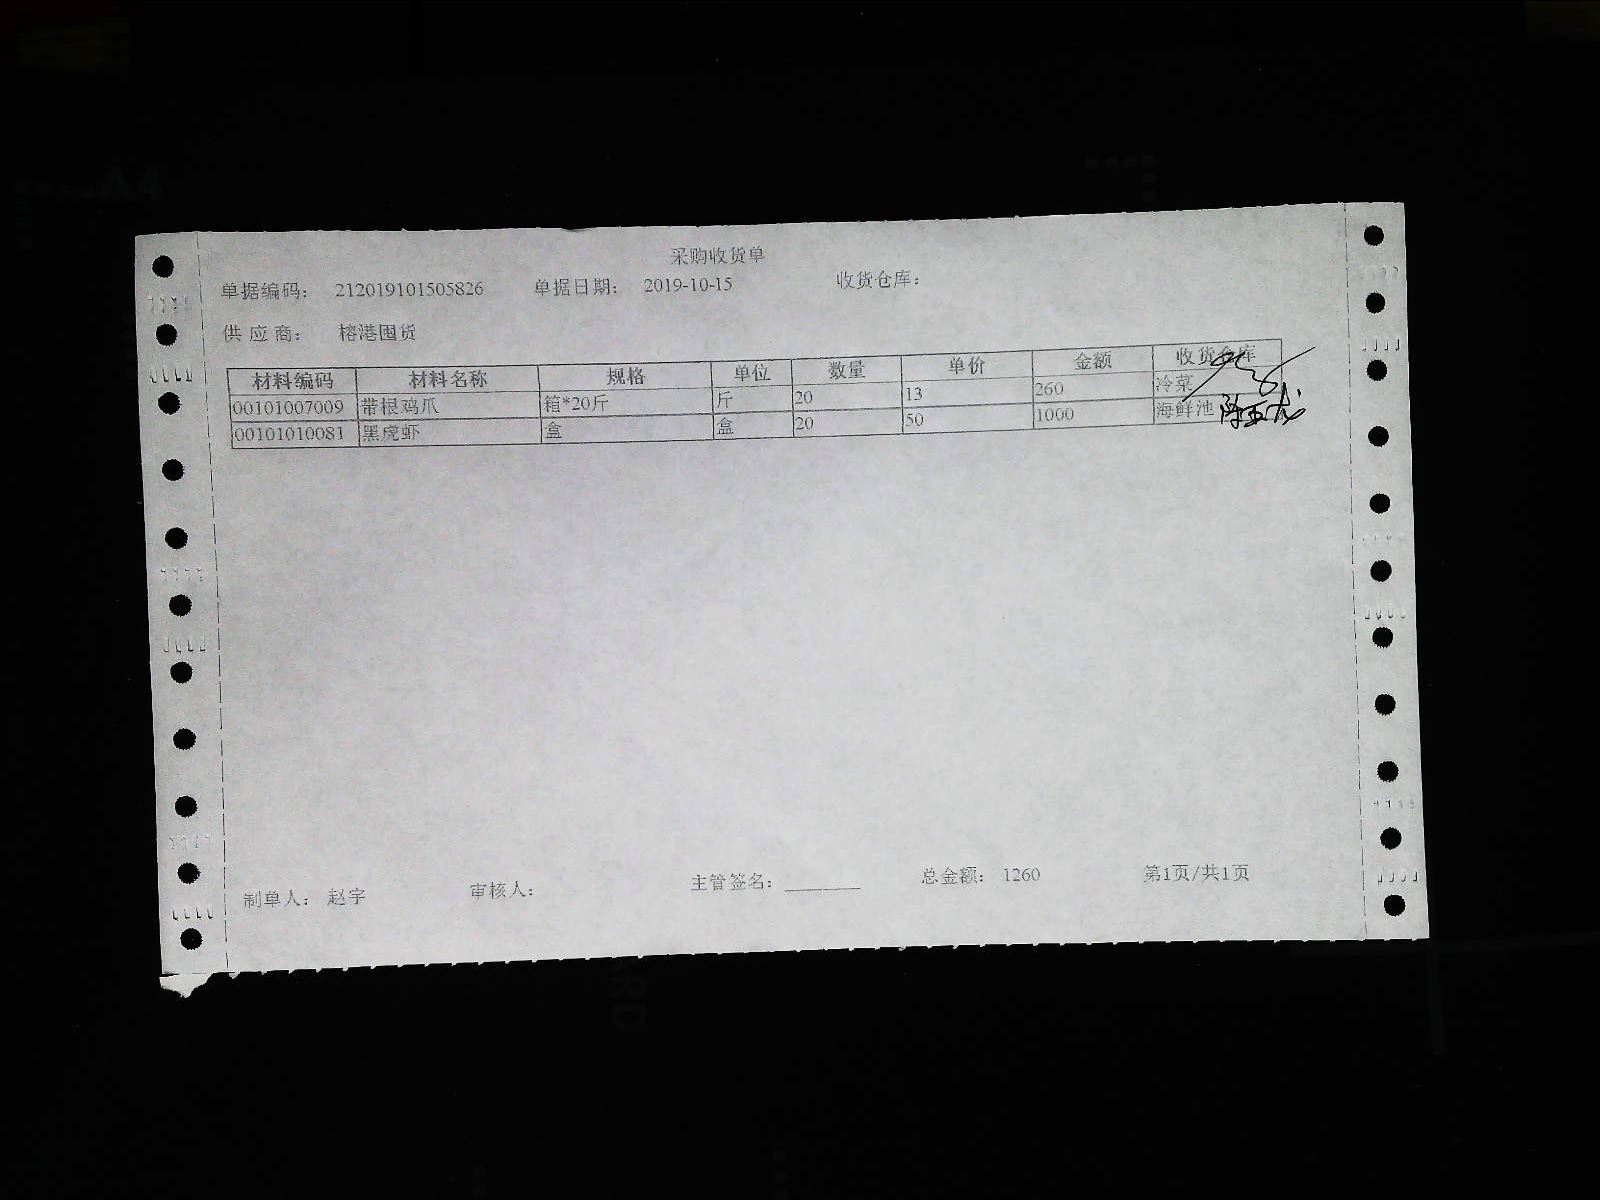 采购收货单
单据编码: 212019101505826 单据日期: 2019-10-15 收货仓库:
供应商: 榕港囤货
材料编码 材料名称 规格 单位 数量 单价 金额 收货仓库
00101007009 带根鸡爪 箱*20斤 斤 20 13 260 冷菜
00101010081 黑虎虾 盒 盒 20 50 1000 海鲜池
制单人: 赵宇 审核人: 主管签名: 总金额: 1260 第1页/共1页